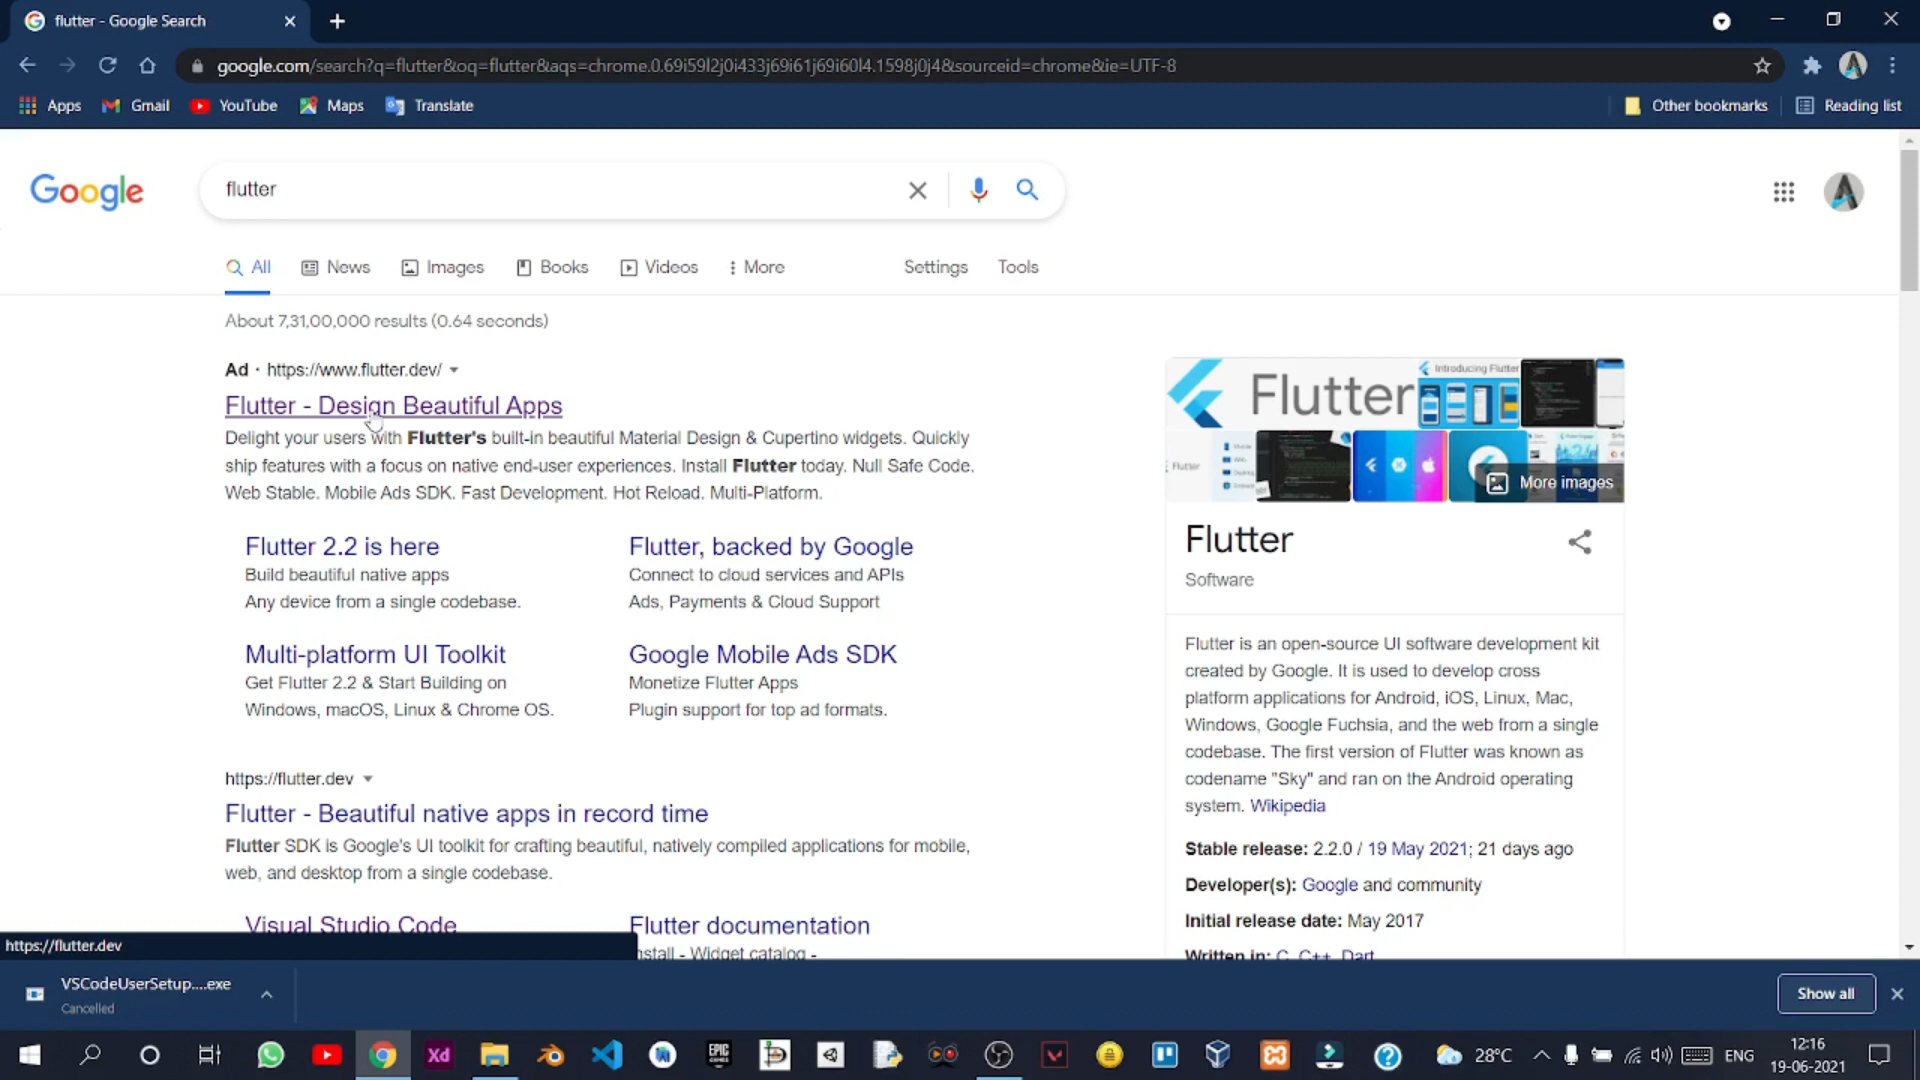 flutter - Google Search
google.com/search?q=flutter&oq=flutter&aqs=chrome.0.69i59l2j0i433j69i61j69i60l4.1598j0j4&sourceid=chrome&ie=UTF-8
Apps Gmail YouTube Maps Translate Other bookmarks Reading list
Google
flutter
All News Images Books Videos More Settings Tools
About 7,31,00,000 results (0.64 seconds)
Ad · https://www.flutter.dev/
Flutter - Design Beautiful Apps
Delight your users with Flutter's built-in beautiful Material Design & Cupertino widgets. Quickly
ship features with a focus on native end-user experiences. Install Flutter today. Null Safe Code.
Web Stable. Mobile Ads SDK. Fast Development. Hot Reload. Multi-Platform.
Flutter 2.2 is here
Build beautiful native apps
Any device from a single codebase.
Flutter, backed by Google
Connect to cloud services and APIs
Ads, Payments & Cloud Support
Multi-platform UI Toolkit
Get Flutter 2.2 & Start Building on
Windows, macOS, Linux & Chrome OS.
Google Mobile Ads SDK
Monetize Flutter Apps
Plugin support for top ad formats.
https://flutter.dev
Flutter - Beautiful native apps in record time
Flutter SDK is Google's UI toolkit for crafting beautiful, natively compiled applications for mobile,
web, and desktop from a single codebase.
Visual Studio Code
Flutter documentation
Install - Widget catalog -
Flutter
Introducing Flutter
Flutter
More images
Flutter
Software
Flutter is an open-source UI software development kit
created by Google. It is used to develop cross
platform applications for Android, iOS, Linux, Mac,
Windows, Google Fuchsia, and the web from a single
codebase. The first version of Flutter was known as
codename "Sky" and ran on the Android operating
system. Wikipedia
Stable release: 2.2.0 / 19 May 2021; 21 days ago
Developer(s): Google and community
Initial release date: May 2017
Written in: C, C++, Dart
https://flutter.dev
VSCodeUserSetup....exe
Cancelled
Show all
Xd
EPIC
GAMES
28°C
ENG
12:16
19-06-2021